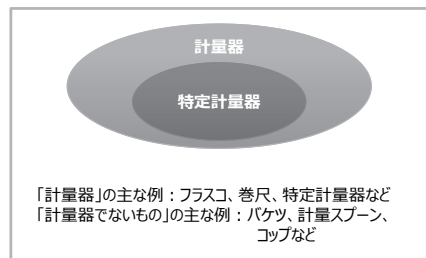 計量器
特定計量器
「計量器」の主な例：フラスコ、巻尺、特定計量器など
「計量器でないもの」の主な例：バケツ、計量スプーン、
コップなど